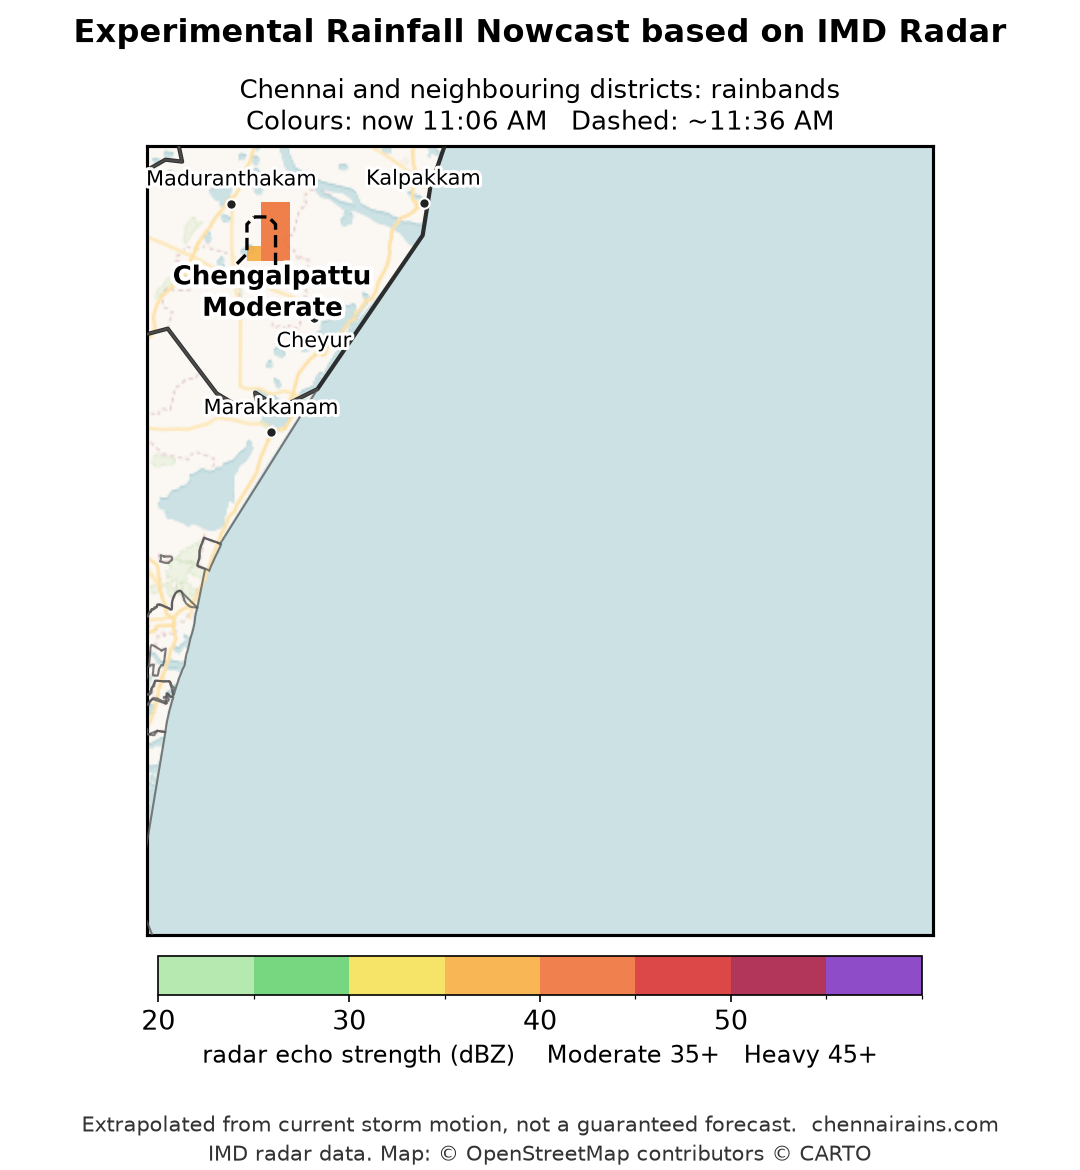 Experimental Rainfall Nowcast based on IMD Radar
Chennai and neighbouring districts: rainbands
Colours: now 11:06 AM   Dashed: ~11:36 AM
Maduranthakam
Kalpakkam
Chengalpattu
Moderate
Cheyur
Marakkanam
20 30 40 50
radar echo strength (dBZ)    Moderate 35+   Heavy 45+
Extrapolated from current storm motion, not a guaranteed forecast.  chennairains.com
IMD radar data. Map: © OpenStreetMap contributors © CARTO